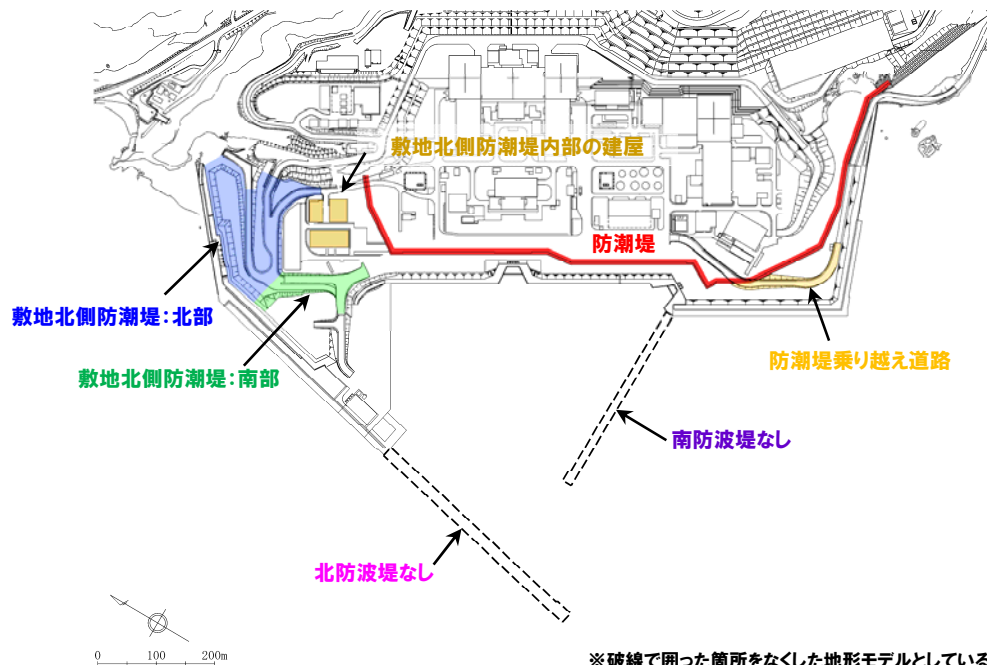 敷地北側防潮堤内部の建屋
防潮堤
敷地北側防潮堤：北部
防潮堤乗り越え道路
敷地北側防潮堤：南部
南防波堤なし
北防波堤なし
0 100 200m
※破線で囲った箇所をなくした地形モデルとしている